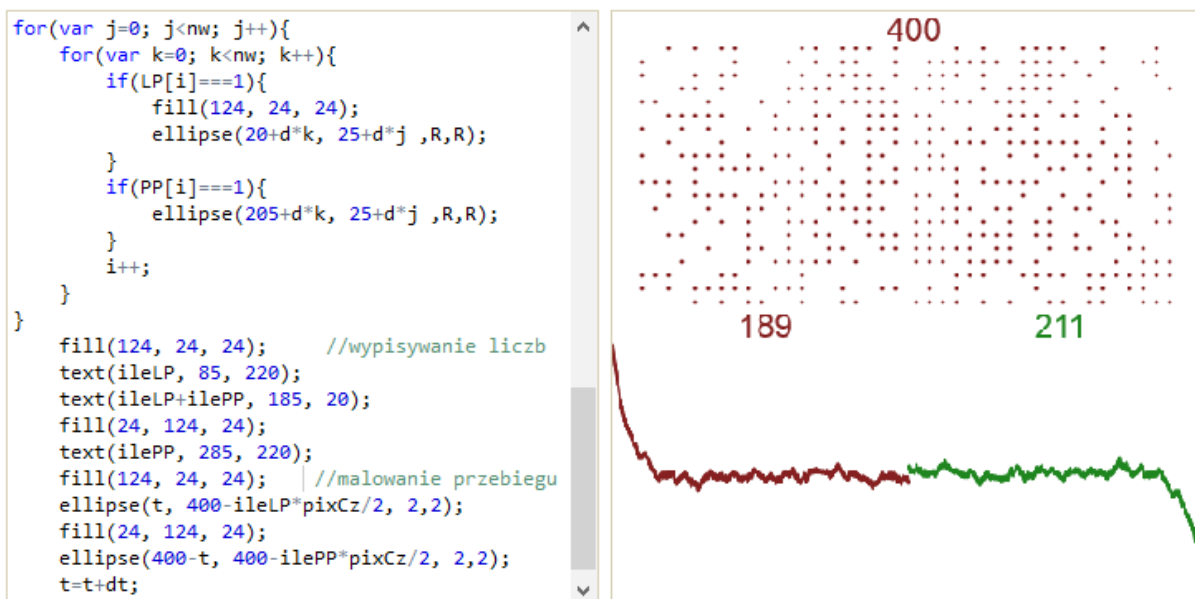 for(var j=0; j<nw; j++){
    for(var k=0; k<nw; k++){
        if(LP[i]===1){
            fill(124, 24, 24);
            ellipse(20+d*k, 25+d*j ,R,R);
        }
        if(PP[i]===1){
            ellipse(205+d*k, 25+d*j ,R,R);
        }
        i++;
    }
}
    fill(124, 24, 24);     //wypisywanie liczb
    text(ileLP, 85, 220);
    text(ileLP+ilePP, 185, 20);
    fill(24, 124, 24);
    text(ilePP, 285, 220);
    fill(124, 24, 24);    //malowanie przebiegu
    ellipse(t, 400-ileLP*pixCz/2, 2,2);
    fill(24, 124, 24);
    ellipse(400-t, 400-ilePP*pixCz/2, 2,2);
    t=t+dt;
400
189
211